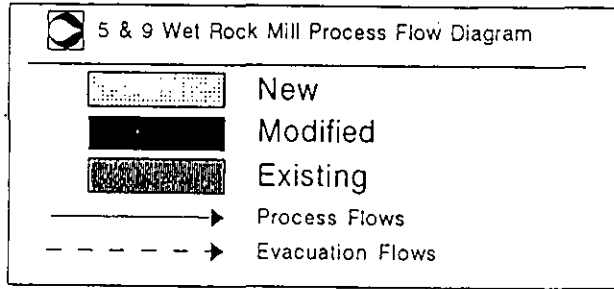 5 & 9 Wet Rock Mill Process Flow Diagram
New
Modified
Existing
Process Flows
Evacuation Flows